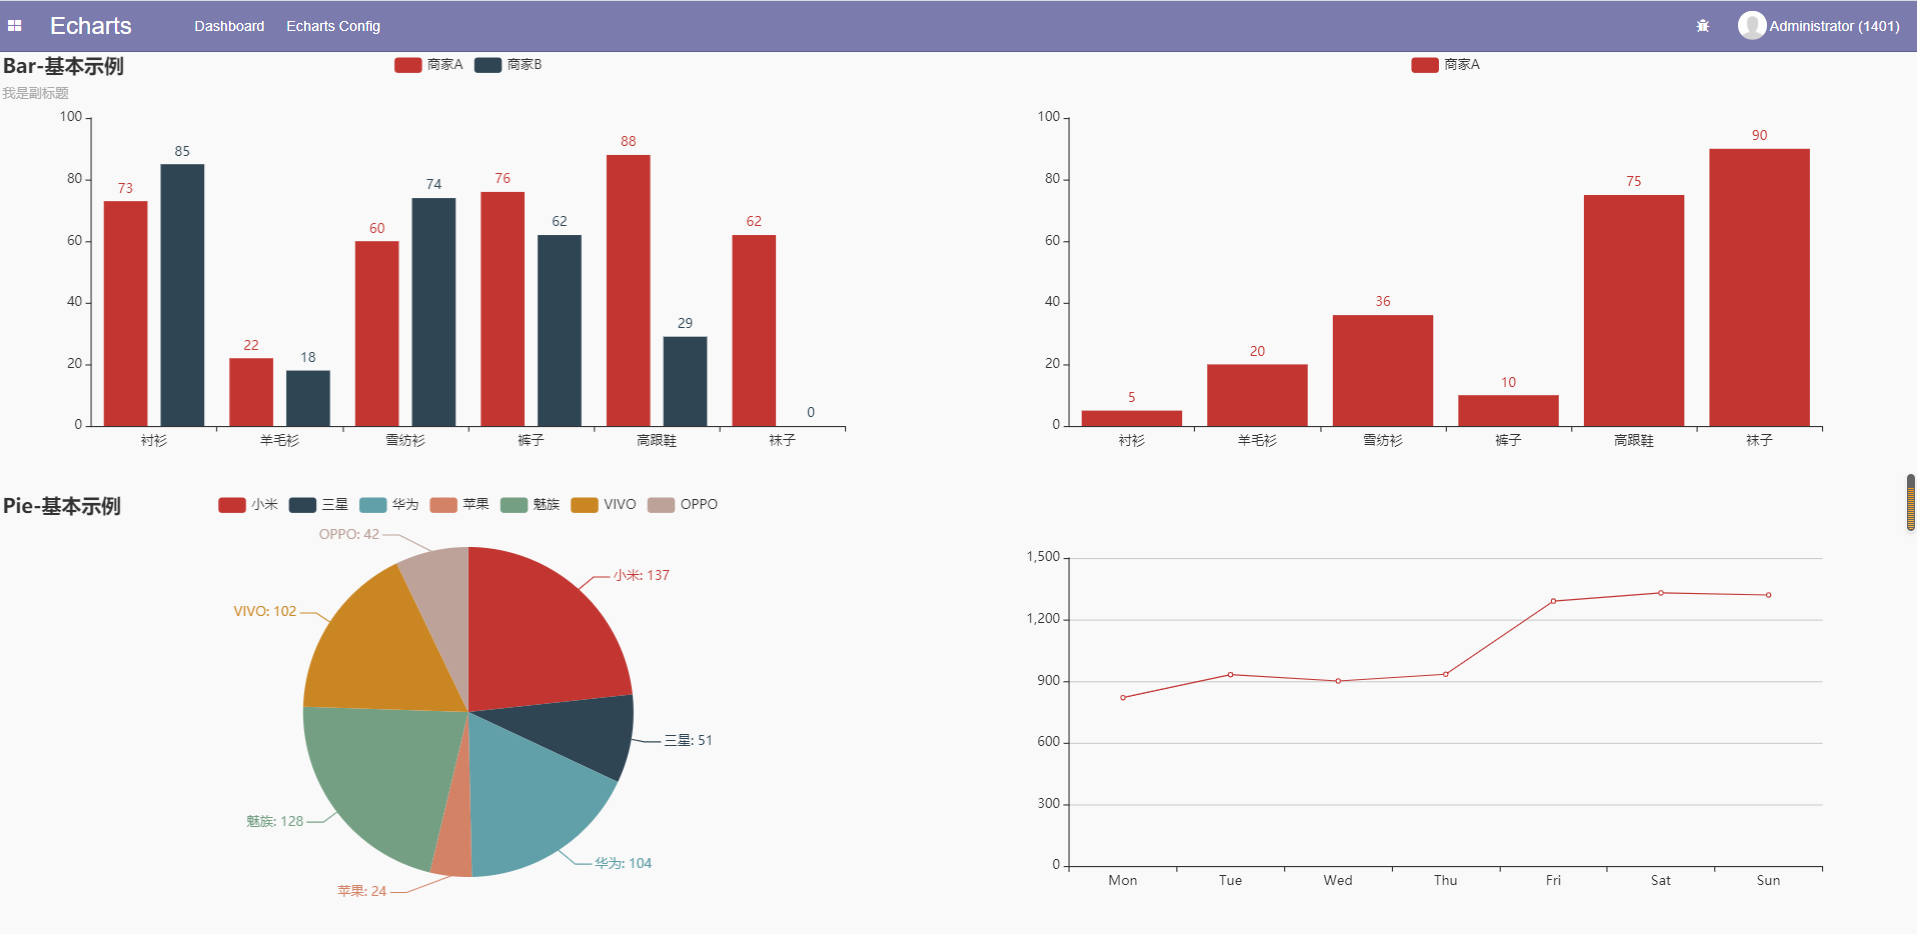 Echarts Dashboard Echarts Config Administrator (1401)
Bar-基本示例 商家A 商家B
我是副标题
100
80
60
40
20
0
73 85
22 18
60 74
76 62
88 29
62 0
衬衫 羊毛衫 雪纺衫 裤子 高跟鞋 袜子
商家A
100
80
60
40
20
0
5 20 36 10 75 90
衬衫 羊毛衫 雪纺衫 裤子 高跟鞋 袜子
Pie-基本示例 小米 三星 华为 苹果 魅族 VIVO OPPO
OPPO: 42
小米: 137
VIVO: 102
三星: 51
魅族: 128
华为: 104
苹果: 24
1,500
1,200
900
600
300
0
Mon Tue Wed Thu Fri Sat Sun